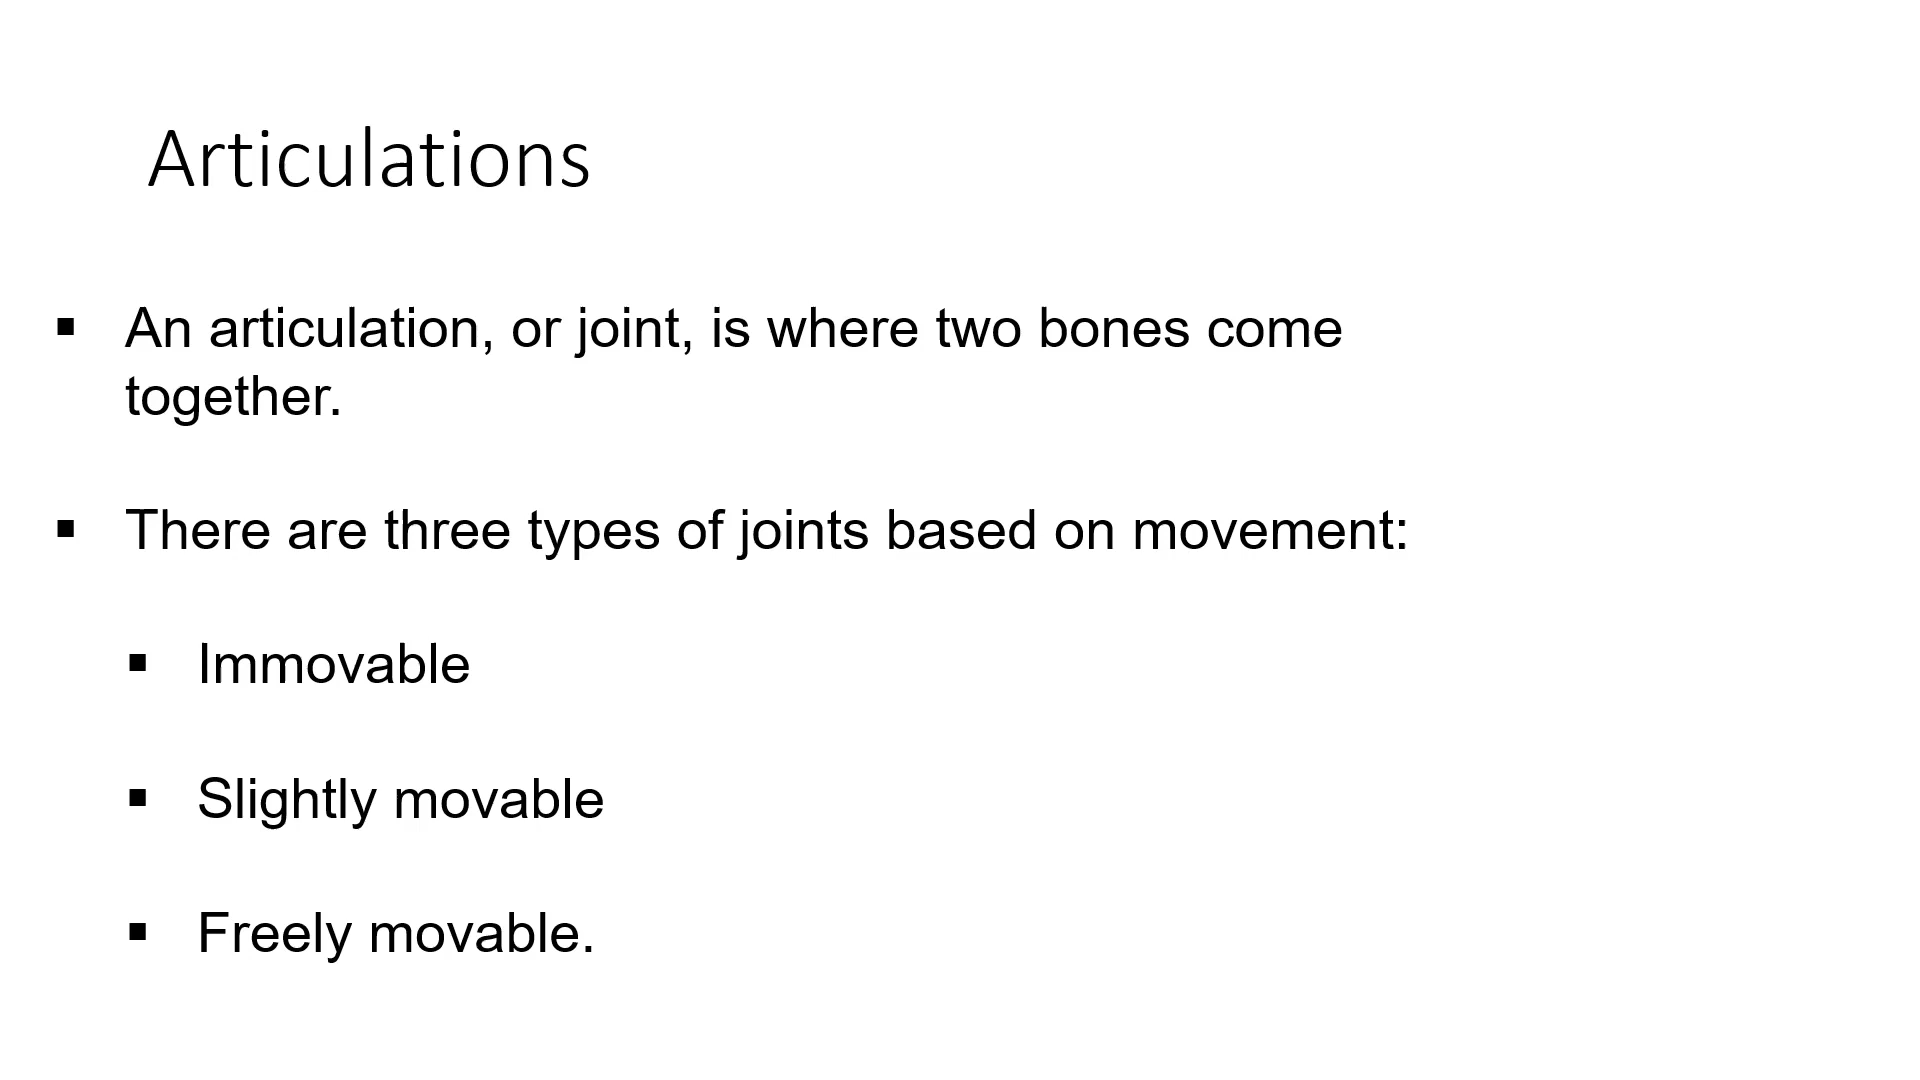 Articulations
▪ An articulation, or joint, is where two bones come
together.
▪ There are three types of joints based on movement:
▪ Immovable
▪ Slightly movable
▪ Freely movable.